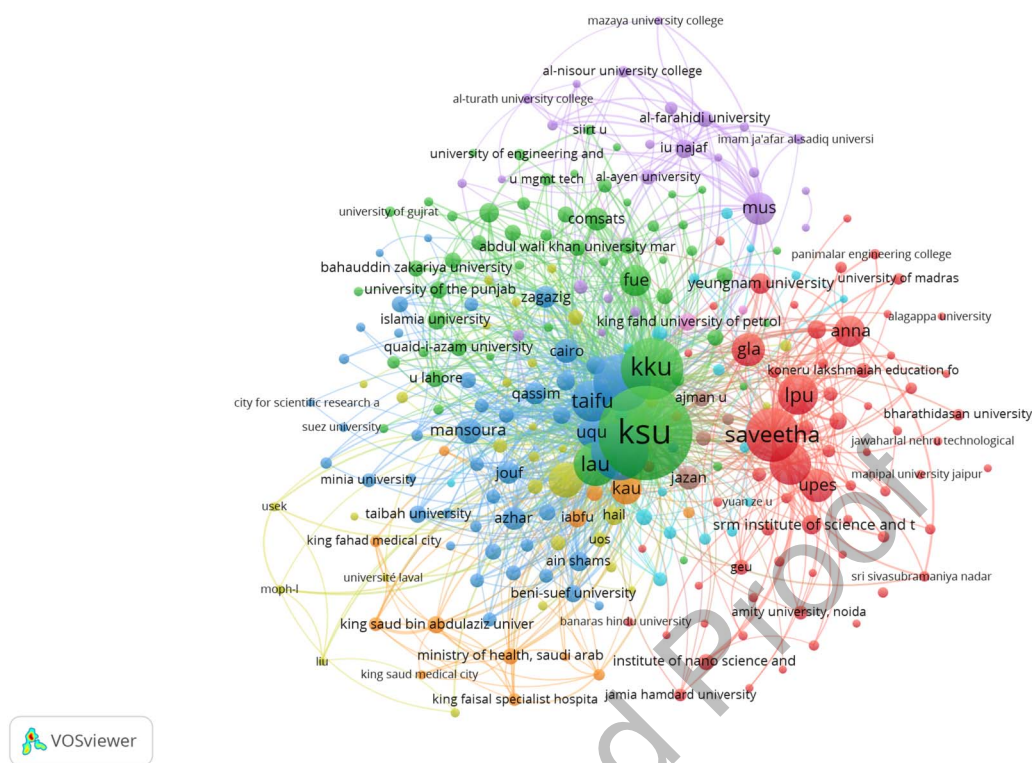 mazaya university college
al-nisour university college
al-turath university college
al-farahidi university
siirt u
imam ja'afar al-sadiq universi
iu najaf
university of engineering and
u mgmt tech
al-ayen university
mus
university of gujrat
comsats
abdul wali khan university mar
panimalar engineering college
bahauddin zakariya university
fue
yeungnam university
university of madras
university of the punjab
zagazig
islamia university
king fahd university of petrol
alagappa university
anna
quaid-i-azam university
cairo
gla
kku
koneru lakshmaiah education fo
u lahore
qassim
taifu
ajman u
lpu
city for scientific research a
bharathidasan university
suez university
mansoura
uqu
ksu
saveetha
jawaharlal nehru technological
lau
minia university
jouf
jazan
manipal university jaipur
kau
upes
usek
taibah university
azhar
iabfu
hail
yuan ze u
srm institute of science and t
king fahad medical city
uos
ain shams
geu
université laval
sri sivasubramaniya nadar
moph-l
beni-suef university
king saud bin abdulaziz univer
banaras hindu university
amity university, noida
liu
ministry of health, saudi arab
institute of nano science and
king saud medical city
king faisal specialist hospita
jamia hamdard university
d Proof
VOSviewer